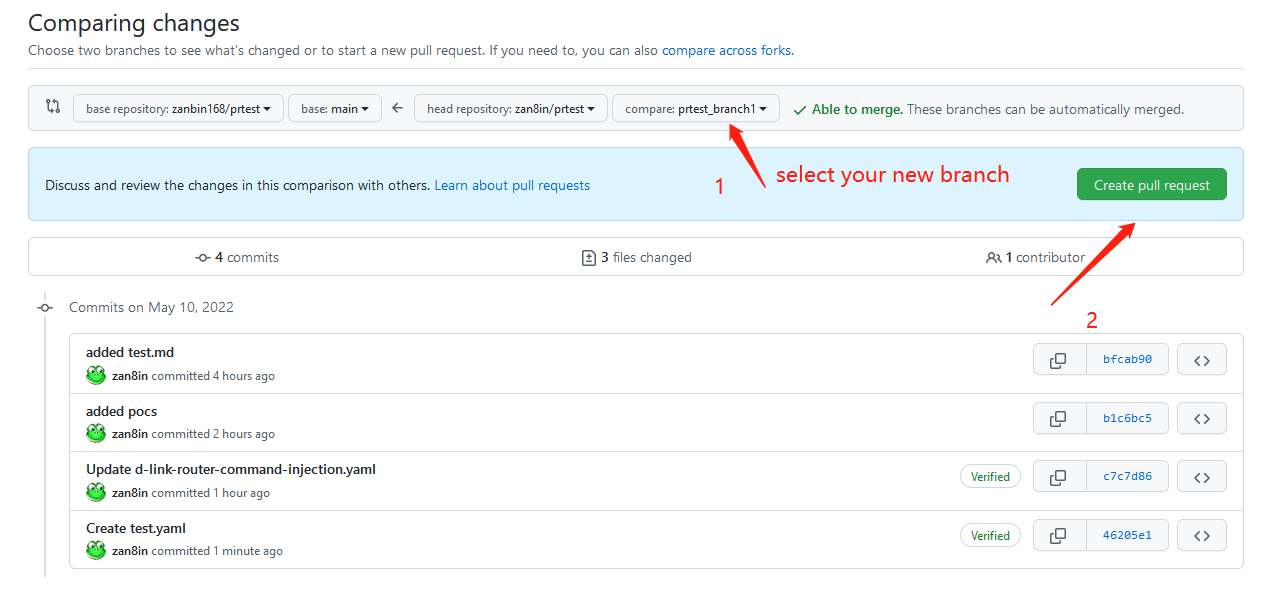 Comparing changes
Choose two branches to see what's changed or to start a new pull request. If you need to, you can also compare across forks.
base repository: zanbin168/prtest base: main head repository: zan8in/prtest compare: prtest_branch1 Able to merge. These branches can be automatically merged.
1 select your new branch
Discuss and review the changes in this comparison with others. Learn about pull requests
Create pull request
4 commits 3 files changed 1 contributor
2
Commits on May 10, 2022
added test.md
zan8in committed 4 hours ago
bfcab90
added pocs
zan8in committed 2 hours ago
b1c6bc5
Update d-link-router-command-injection.yaml
zan8in committed 1 hour ago
Verified c7c7d86
Create test.yaml
zan8in committed 1 minute ago
Verified 46205e1